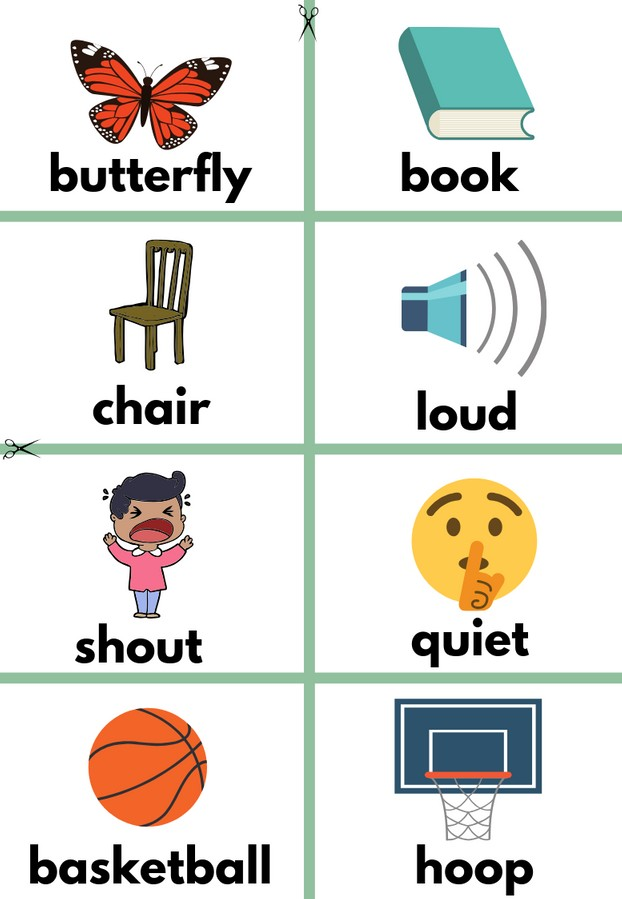 butterfly
book
chair
loud
shout
quiet
basketball
hoop